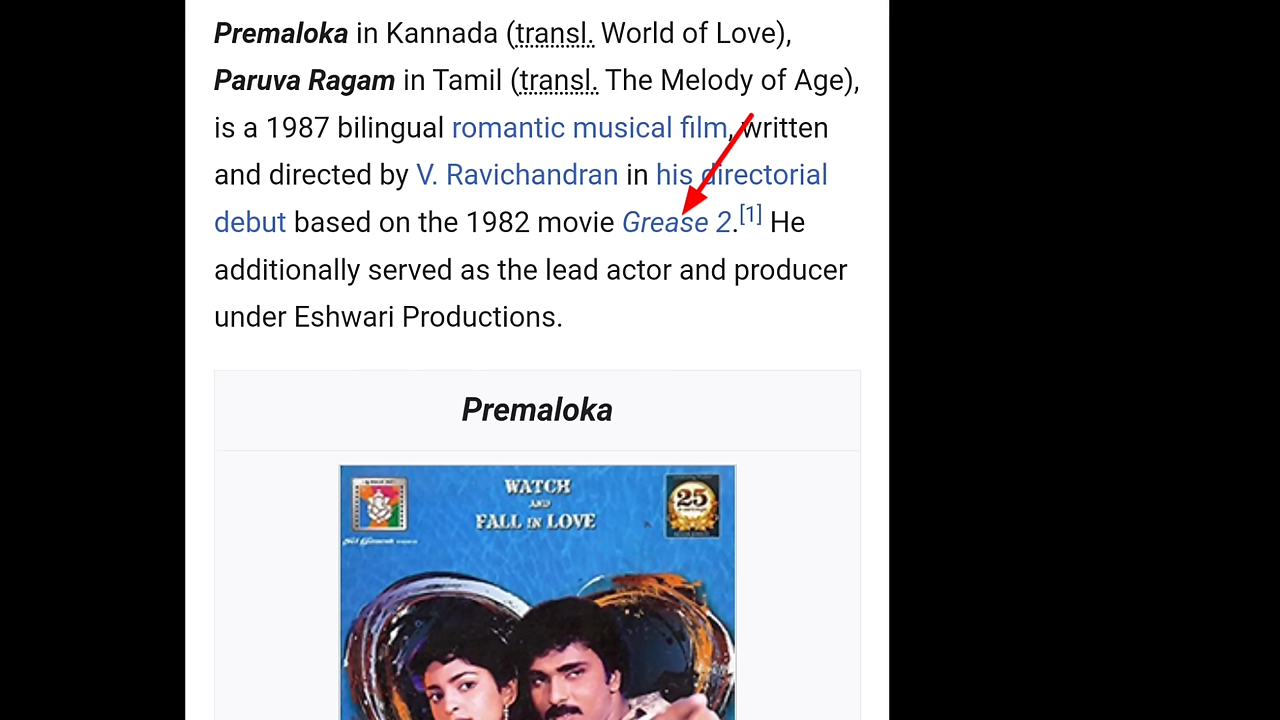 Premaloka in Kannada (transl. World of Love),
Paruva Ragam in Tamil (transl. The Melody of Age),
is a 1987 bilingual romantic musical film, written
and directed by V. Ravichandran in his directorial
debut based on the 1982 movie Grease 2.[1] He
additionally served as the lead actor and producer
under Eshwari Productions.
Premaloka
WATCH
AND
FALL IN LOVE
25